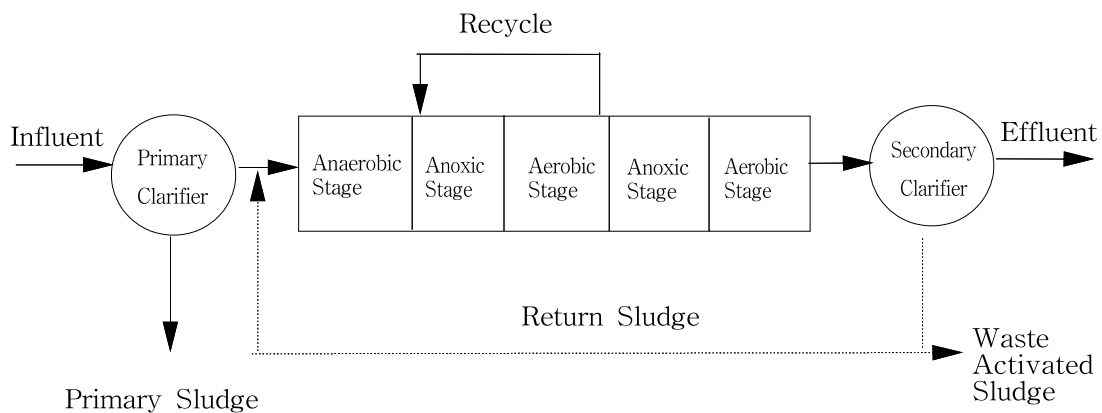 Recycle
Influent
Primary
Clarifier
Anaerobic
Stage
Anoxic
Stage
Aerobic
Stage
Anoxic
Stage
Aerobic
Stage
Secondary
Clarifier
Effluent
Return Sludge
Primary Sludge
Waste
Activated
Sludge